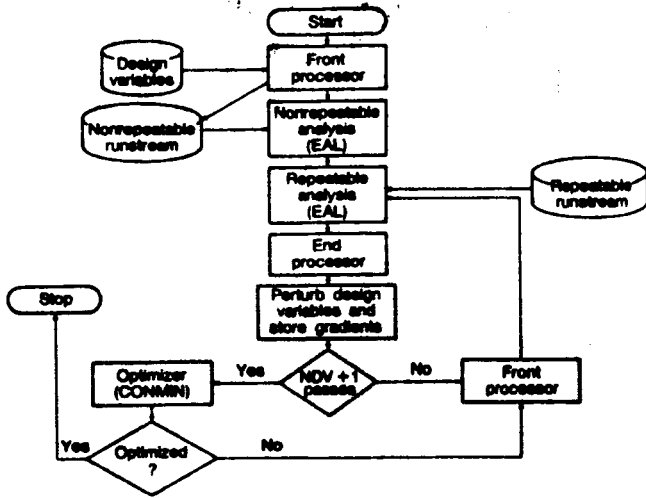 Start
Design
variables
Front
processor
Nonrepeatable
runstream
Nonrepeatable
analysis
(EAL)
Repeatable
analysis
(EAL)
Repeatable
runstream
End
processor
Stop
Perturb design
variables and
store gradients
Optimizer
(CONMIN)
Yes
NDV + 1
passes
No
Front
processor
Yes
Optimized
?
No